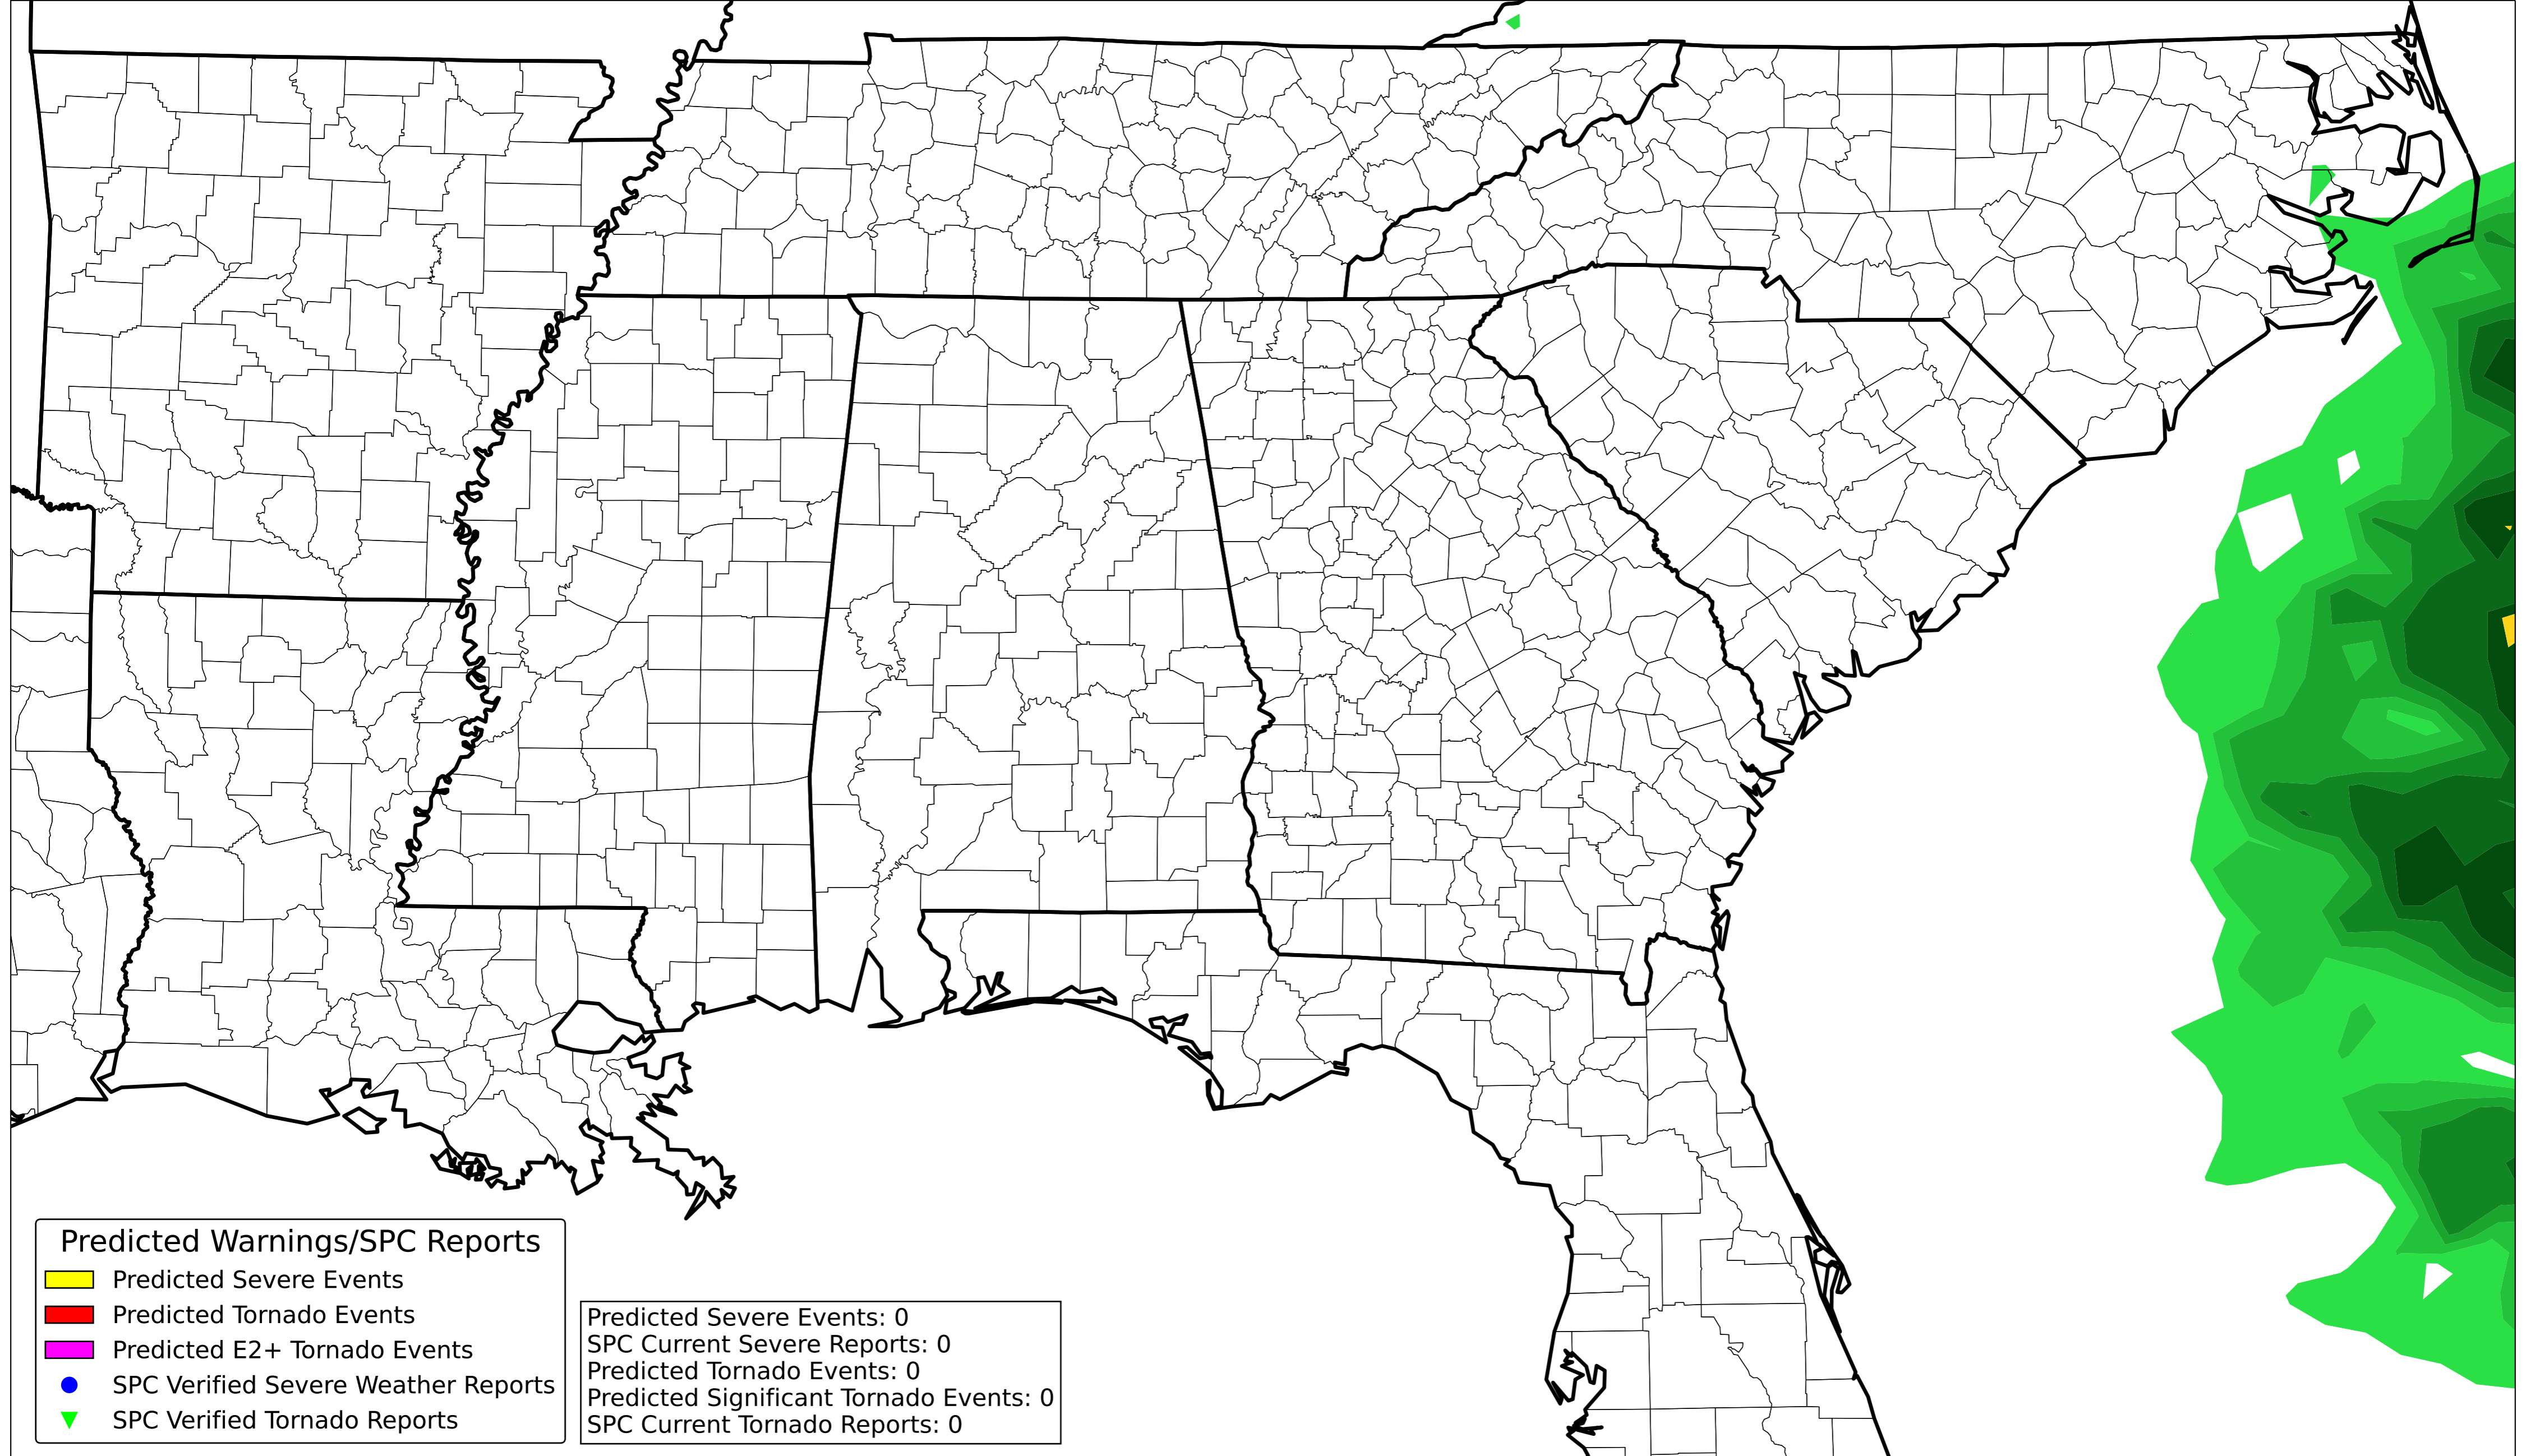 Predicted Warnings/SPC Reports
Predicted Severe Events
Predicted Tornado Events
Predicted E2+ Tornado Events
SPC Verified Severe Weather Reports
SPC Verified Tornado Reports
Predicted Severe Events: 0
SPC Current Severe Reports: 0
Predicted Tornado Events: 0
Predicted Significant Tornado Events: 0
SPC Current Tornado Reports: 0